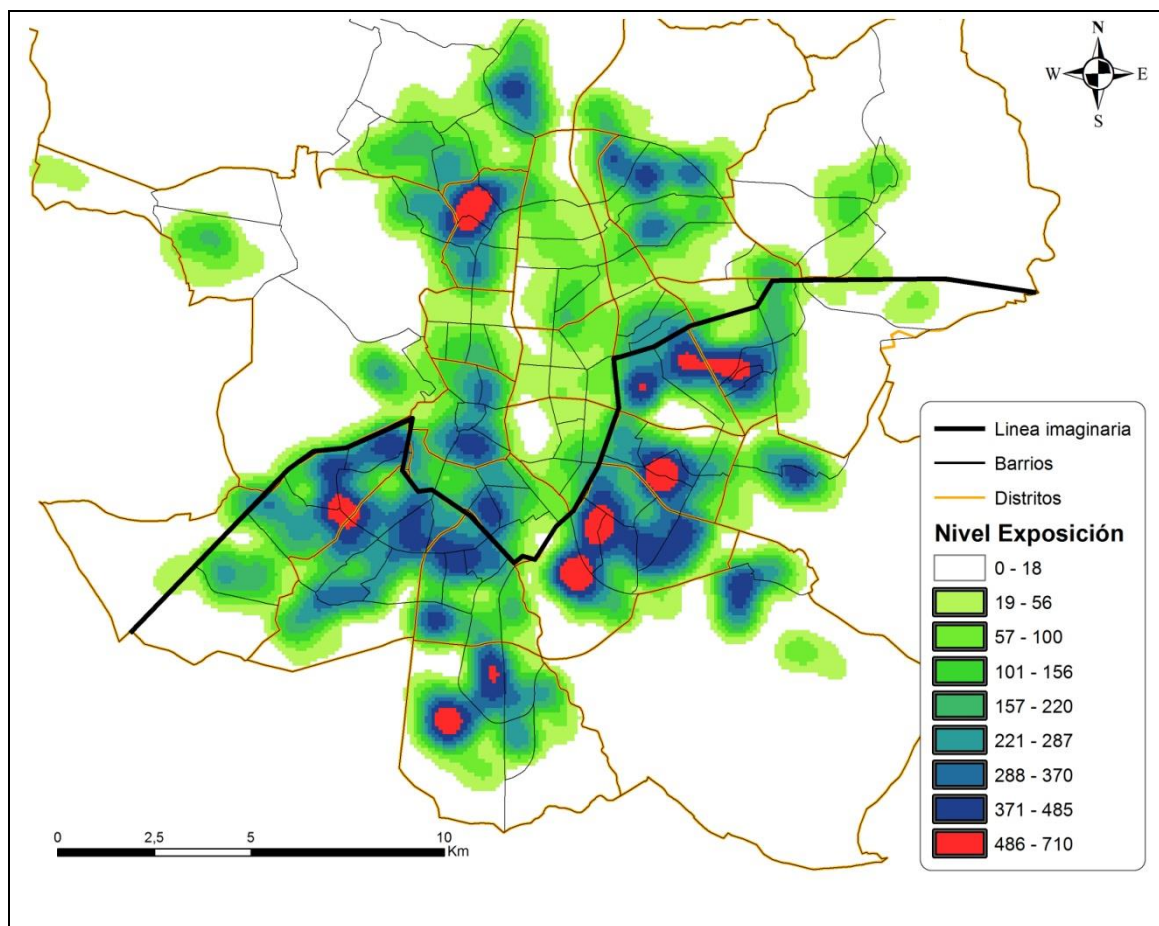 N
W E
S
Linea imaginaria
Barrios
Distritos
Nivel Exposición
0 - 18
19 - 56
57 - 100
101 - 156
157 - 220
221 - 287
288 - 370
371 - 485
486 - 710
0 2,5 5 10
Km